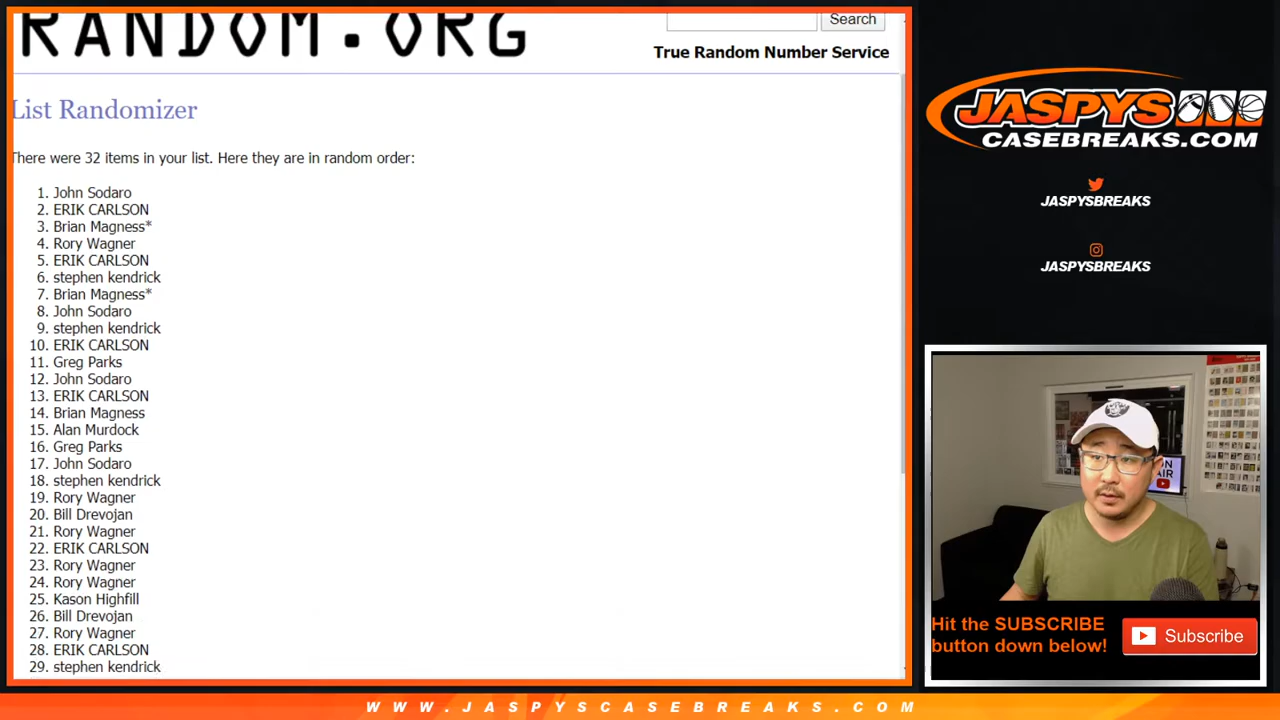 RANDOM.ORG
Search
True Random Number Service
List Randomizer
There were 32 items in your list. Here they are in random order:
1. John Sodaro
2. ERIK CARLSON
3. Brian Magness*
4. Rory Wagner
5. ERIK CARLSON
6. stephen kendrick
7. Brian Magness*
8. John Sodaro
9. stephen kendrick
10. ERIK CARLSON
11. Greg Parks
12. John Sodaro
13. ERIK CARLSON
14. Brian Magness
15. Alan Murdock
16. Greg Parks
17. John Sodaro
18. stephen kendrick
19. Rory Wagner
20. Bill Drevojan
21. Rory Wagner
22. ERIK CARLSON
23. Rory Wagner
24. Rory Wagner
25. Kason Highfill
26. Bill Drevojan
27. Rory Wagner
28. ERIK CARLSON
29. stephen kendrick
JASPYS
CASEBREAKS.COM
JASPYSBREAKS
JASPYSBREAKS
Hit the SUBSCRIBE
button down below!
Subscribe
WWW.JASPYSCASEBREAKS.COM